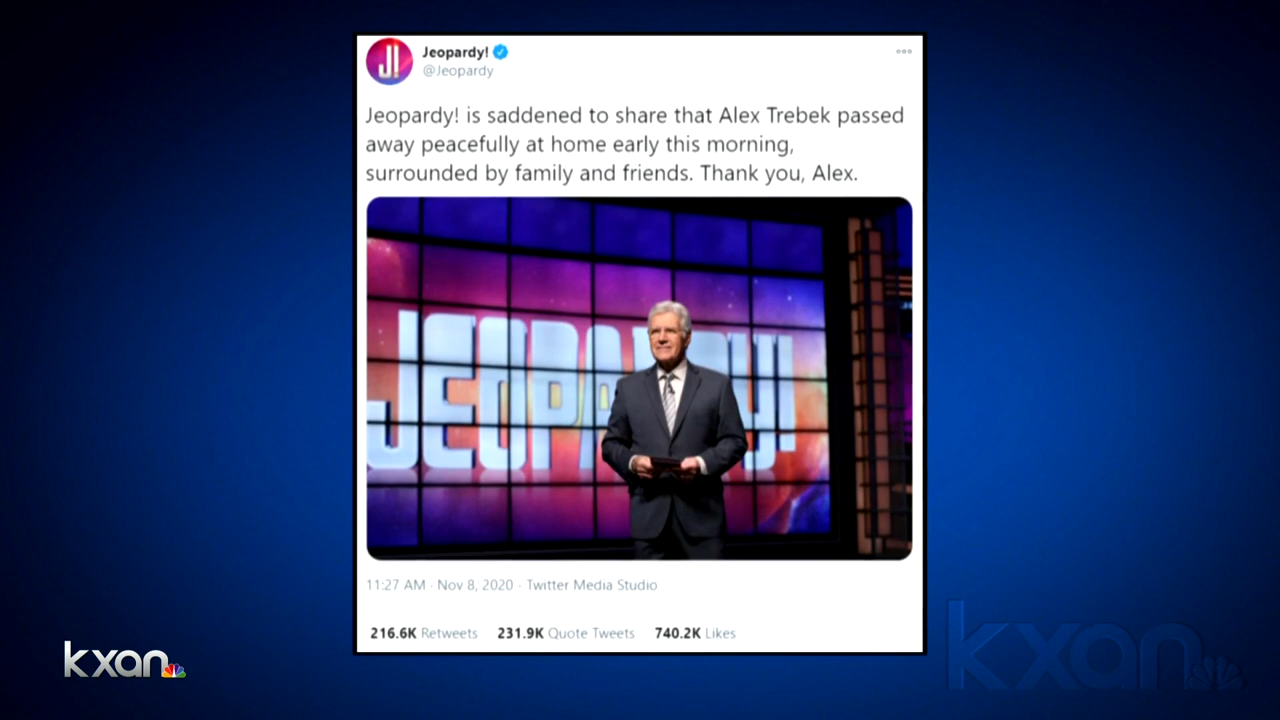 J!
Jeopardy!
@Jeopardy
Jeopardy! is saddened to share that Alex Trebek passed
away peacefully at home early this morning,
surrounded by family and friends. Thank you, Alex.
JEOPARDY!
11:27 AM · Nov 8, 2020 · Twitter Media Studio
216.6K Retweets 231.9K Quote Tweets 740.2K Likes
kxan
kxan